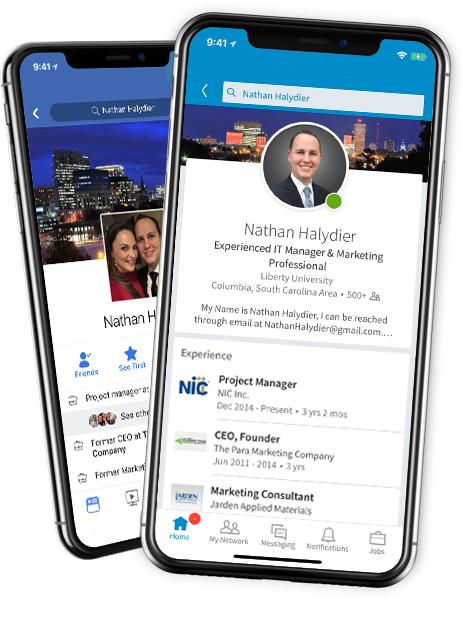 9:41
Nathan Halydier
Nathan H
Friends
See First
Project manager at
See othe
Former CEO at T
Company
Former Market
9:41
Nathan Halydier
Nathan Halydier
Experienced IT Manager & Marketing
Professional
Liberty University
Columbia, South Carolina Area • 500+
My Name is Nathan Halydier, I can be reached
through email at NathanHalydier@gmail.com....
Experience
NIC
Project Manager
NIC Inc.
Dec 2014 - Present • 3 yrs 2 mos
CEO, Founder
The Para Marketing Company
Jun 2011 - 2014 • 3 yrs
JARDEN
Marketing Consultant
Jarden Applied Materials
Home
My Network
Messaging
Notifications
Jobs